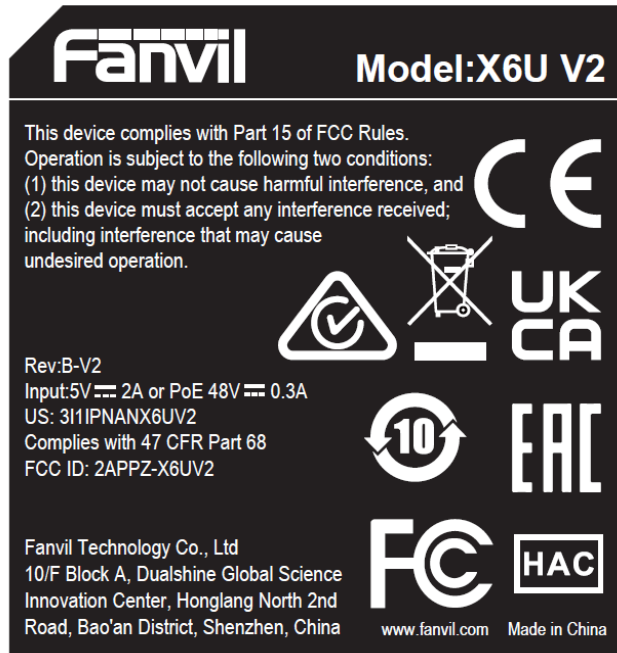 Fanvil
Model:X6U V2
This device complies with Part 15 of FCC Rules.
Operation is subject to the following two conditions:
(1) this device may not cause harmful interference, and
(2) this device must accept any interference received;
including interference that may cause
undesired operation.
CE
UK
CA
Rev:B-V2
Input:5V ⎓ 2A or PoE 48V ⎓ 0.3A
US: 3I1IPNANX6UV2
Complies with 47 CFR Part 68
FCC ID: 2APPZ-X6UV2
10
EAC
Fanvil Technology Co., Ltd
10/F Block A, Dualshine Global Science
Innovation Center, Honglang North 2nd
Road, Bao'an District, Shenzhen, China
FC
HAC
www.fanvil.com Made in China